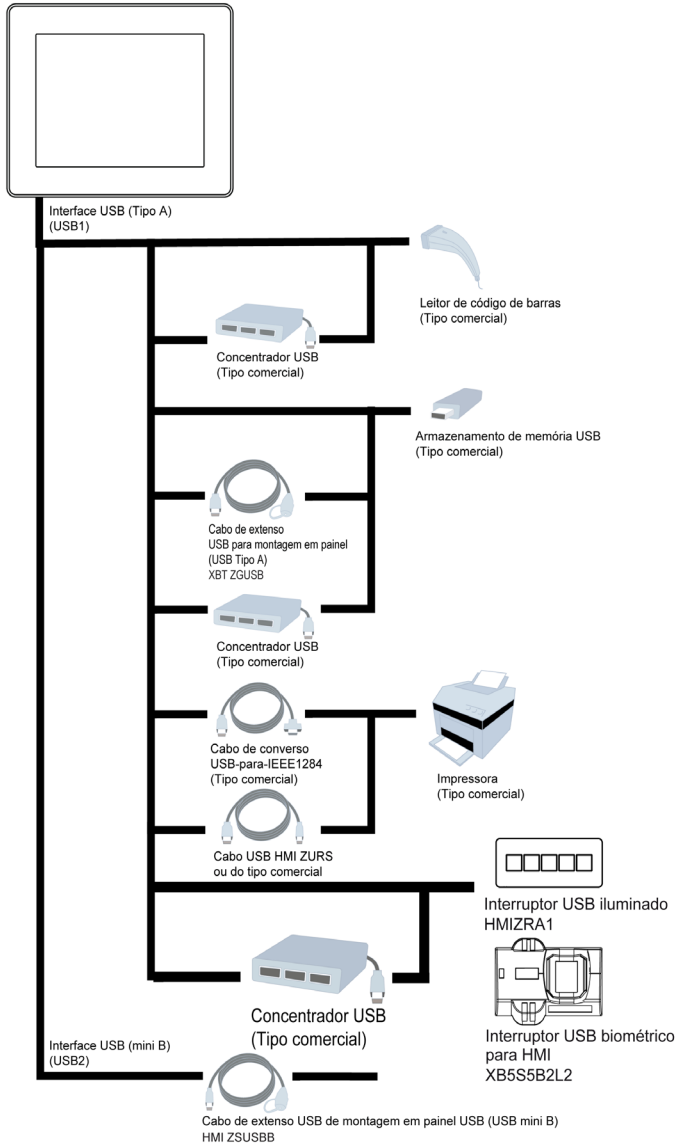 Interface USB (Tipo A)
(USB1)
Leitor de código de barras
(Tipo comercial)
Concentrador USB
(Tipo comercial)
Armazenamento de memória USB
(Tipo comercial)
Cabo de extenso
USB para montagem em painel
(USB Tipo A)
XBT ZGUSB
Concentrador USB
(Tipo comercial)
Cabo de converso
USB-para-IEEE1284
(Tipo comercial)
Impressora
(Tipo comercial)
Cabo USB HMI ZURS
ou do tipo comercial
Interruptor USB iluminado
HMIZRA1
Concentrador USB
(Tipo comercial)
Interruptor USB biométrico
para HMI
XB5S5B2L2
Interface USB (mini B)
(USB2)
Cabo de extenso USB de montagem em painel USB (USB mini B)
HMI ZSUSBB